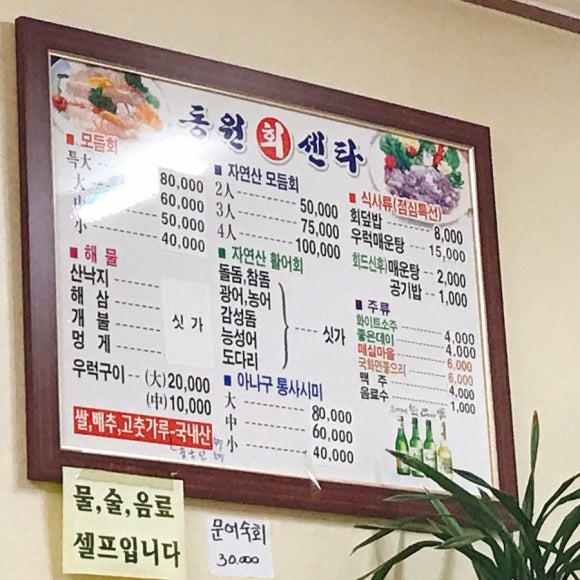 동원 회 센타
■ 모듬회
특大 80,000
大 60,000
中 50,000
小 40,000
■ 해 물
산낙지
해 삼
개 불
멍 게
싯 가
우럭구이 (大) 20,000
(中) 10,000
쌀,배추,고춧가루-국내산
■ 자연산 모듬회
2人 50,000
3人 75,000
4人 100,000
■ 자연산 활어회
돌돔,참돔
광어,농어
감성돔
능성어
도다리
싯가
■ 아나구 통사시미
大 80,000
中 60,000
小 40,000
■ 식사류(점심특선)
회덮밥 8,000
우럭매운탕 15,000
회드신후)매운탕 2,000
공기밥 1,000
■ 주류
화이트소주 4,000
좋은데이 4,000
매실마을 6,000
국화면좋으리 6,000
맥 주 4,000
음료수 1,000
물,술,음료
셀프입니다
문어숙회
30,000